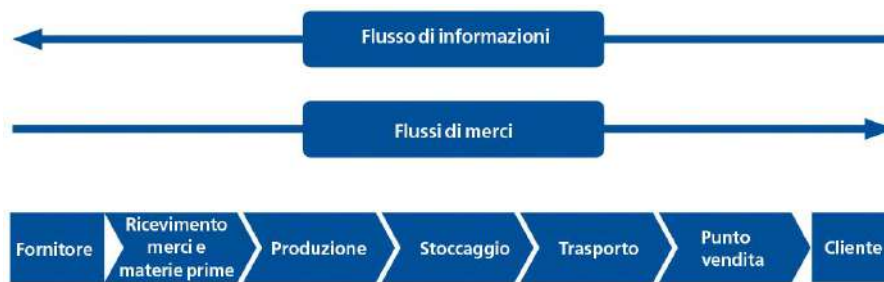 Flusso di informazioni
Flussi di merci
Fornitore
Ricevimento
merci e
materie prime
Produzione
Stoccaggio
Trasporto
Punto
vendita
Cliente